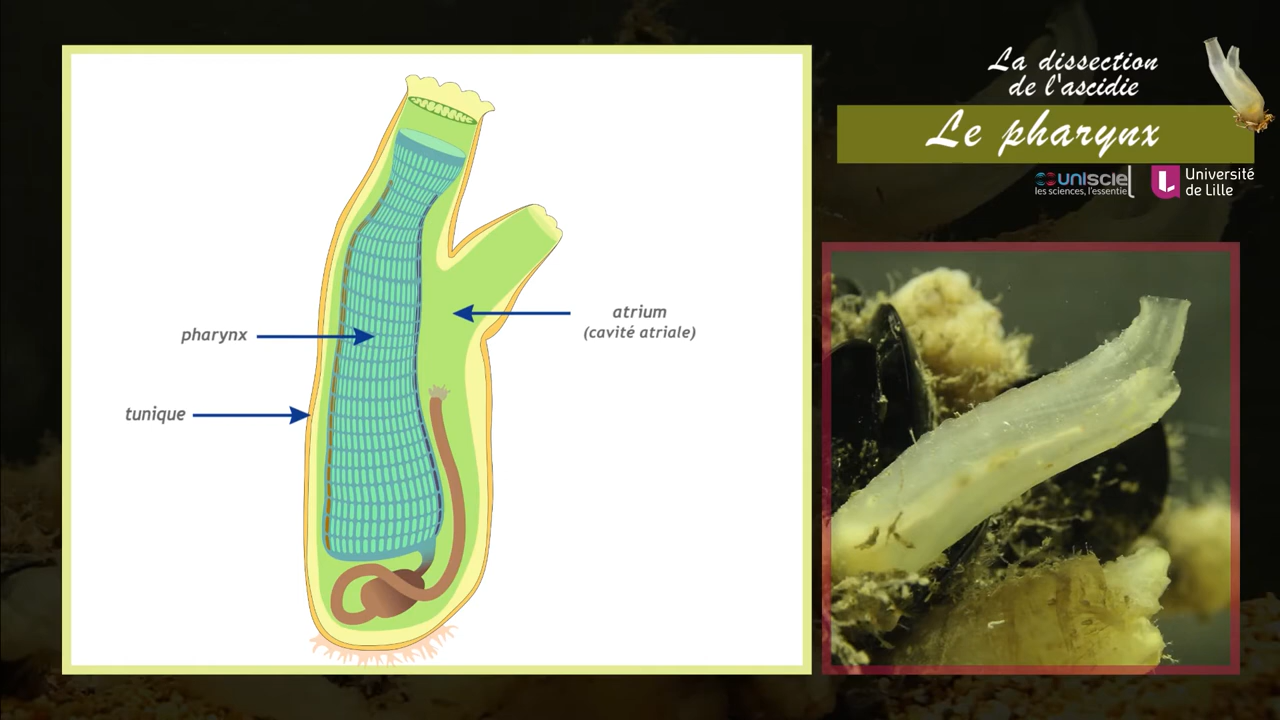 La dissection
de l'ascidie
Le pharynx
unisciel
les sciences, l'essentiel
Université
de Lille
pharynx
tunique
atrium
(cavité atriale)